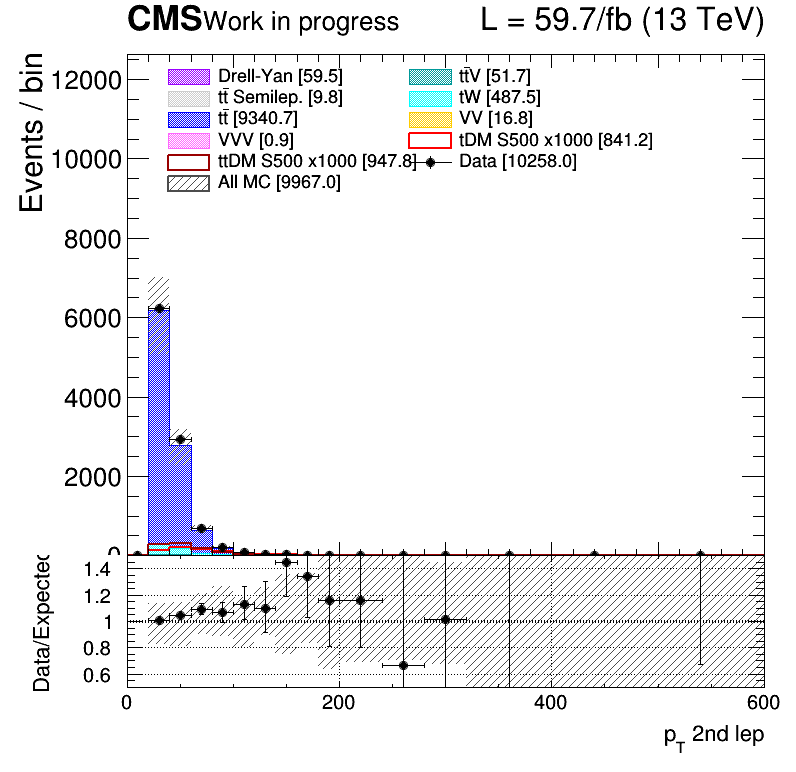 CMS Work in progress L = 59.7/fb (13 TeV)
Events / bin
12000
10000
8000
6000
4000
2000
0
Drell-Yan [59.5]
tt̄V [51.7]
tt̄ Semilep. [9.8]
tW [487.5]
tt̄ [9340.7]
VV [16.8]
VVV [0.9]
tDM S500 x1000 [841.2]
ttDM S500 x1000 [947.8]
Data [10258.0]
All MC [9967.0]
Data/Expected
1.4
1.2
1
0.8
0.6
0 200 400 600
p_T 2nd lep